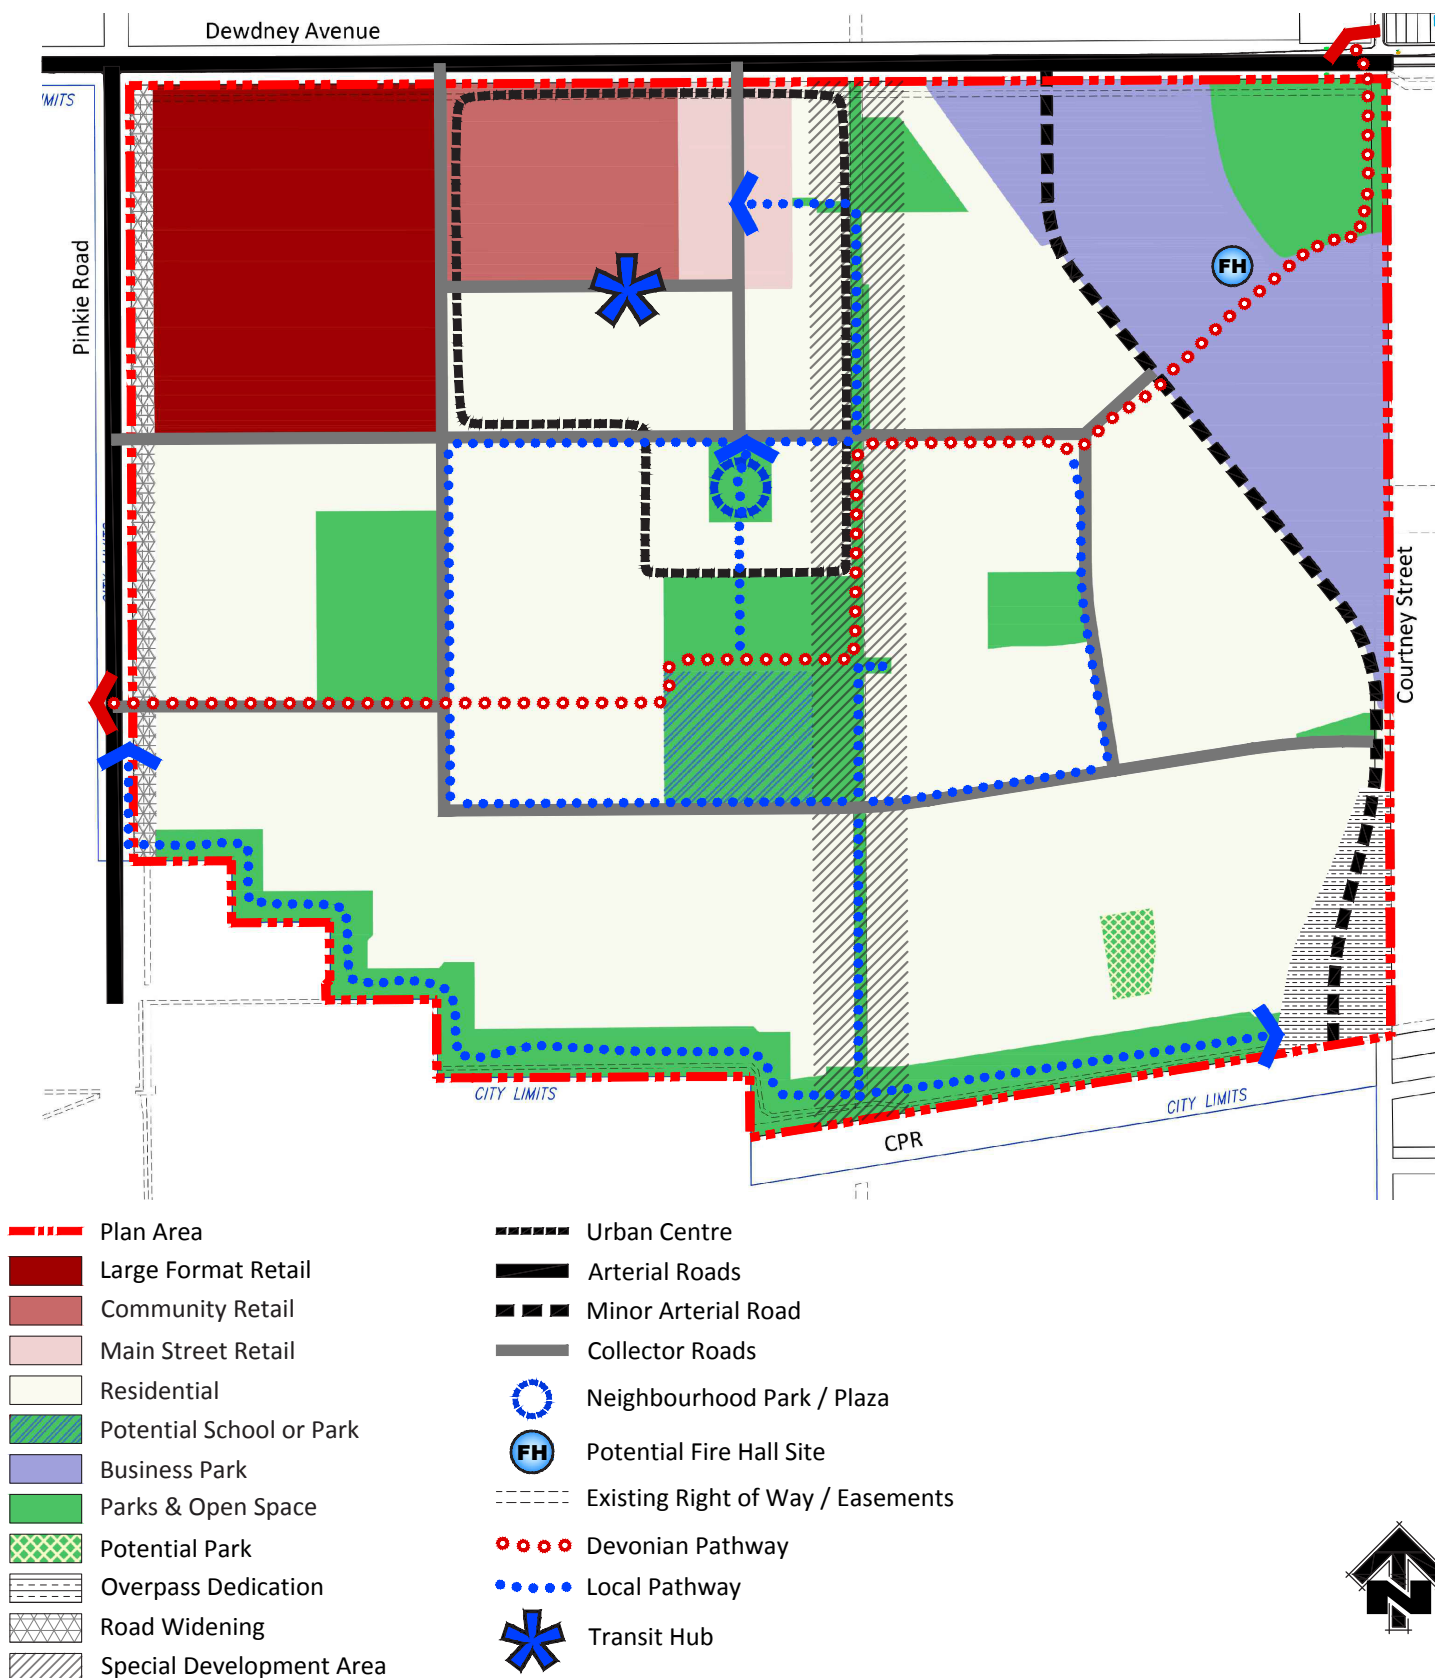 Dewdney Avenue
IMITS
Pinkie Road
FH
Courtney Street
CITY LIMITS
CITY LIMITS
CITY LIMITS
CPR
Plan Area
Large Format Retail
Community Retail
Main Street Retail
Residential
Potential School or Park
Business Park
Parks & Open Space
Potential Park
Overpass Dedication
Road Widening
Special Development Area
Urban Centre
Arterial Roads
Minor Arterial Road
Collector Roads
Neighbourhood Park / Plaza
FH Potential Fire Hall Site
Existing Right of Way / Easements
Devonian Pathway
Local Pathway
Transit Hub
N